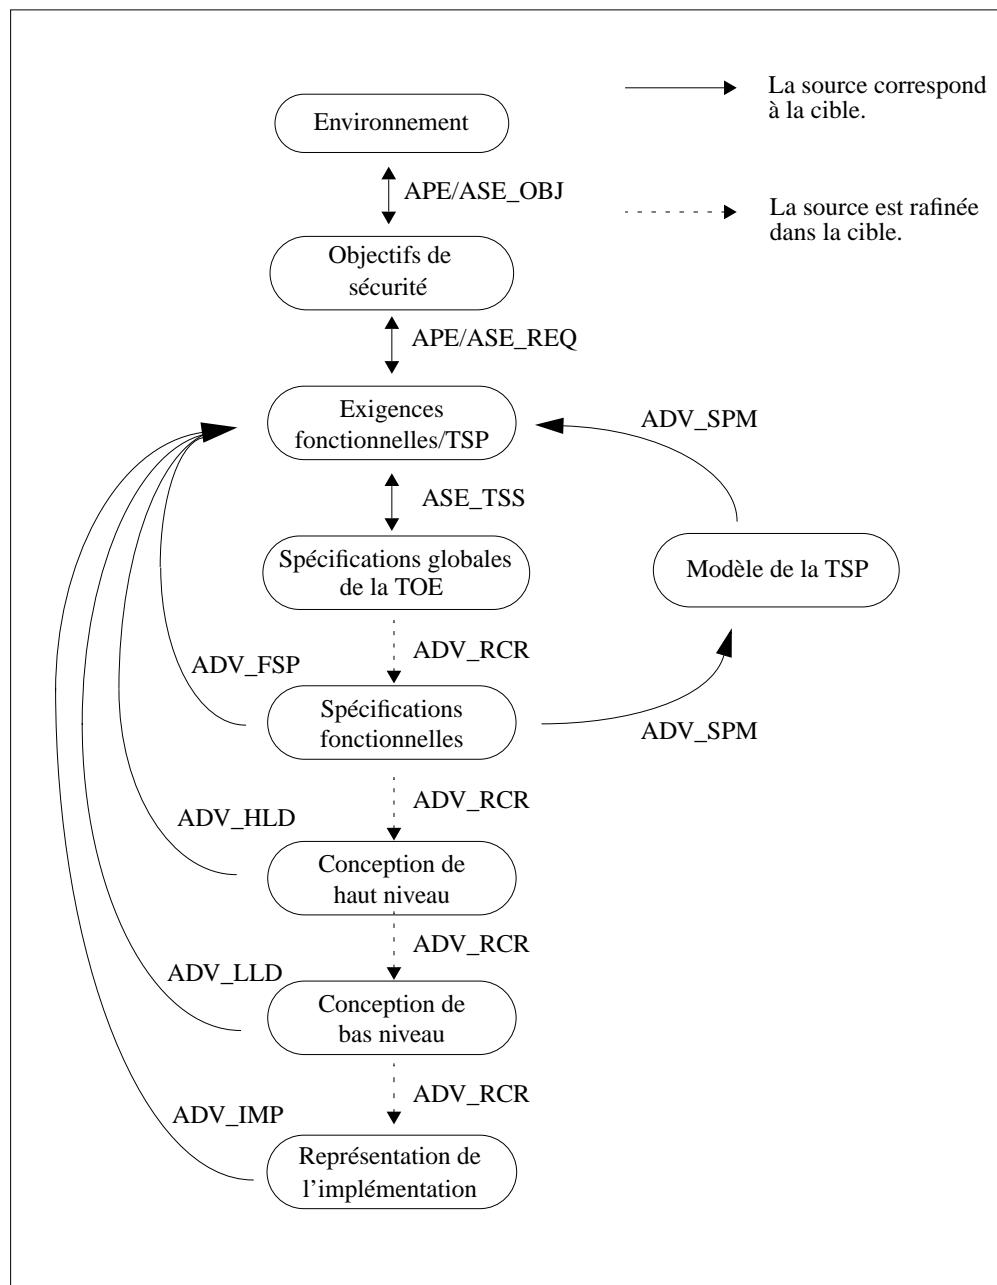 La source correspond
à la cible.
Environnement
APE/ASE_OBJ
La source est rafinée
dans la cible.
Objectifs de
sécurité
APE/ASE_REQ
Exigences
fonctionnelles/TSP
ADV_SPM
ASE_TSS
Spécifications globales
de la TOE
Modèle de la TSP
ADV_RCR
ADV_FSP
Spécifications
fonctionnelles
ADV_SPM
ADV_RCR
ADV_HLD
Conception de
haut niveau
ADV_RCR
ADV_LLD
Conception de
bas niveau
ADV_RCR
ADV_IMP
Représentation de
l’implémentation